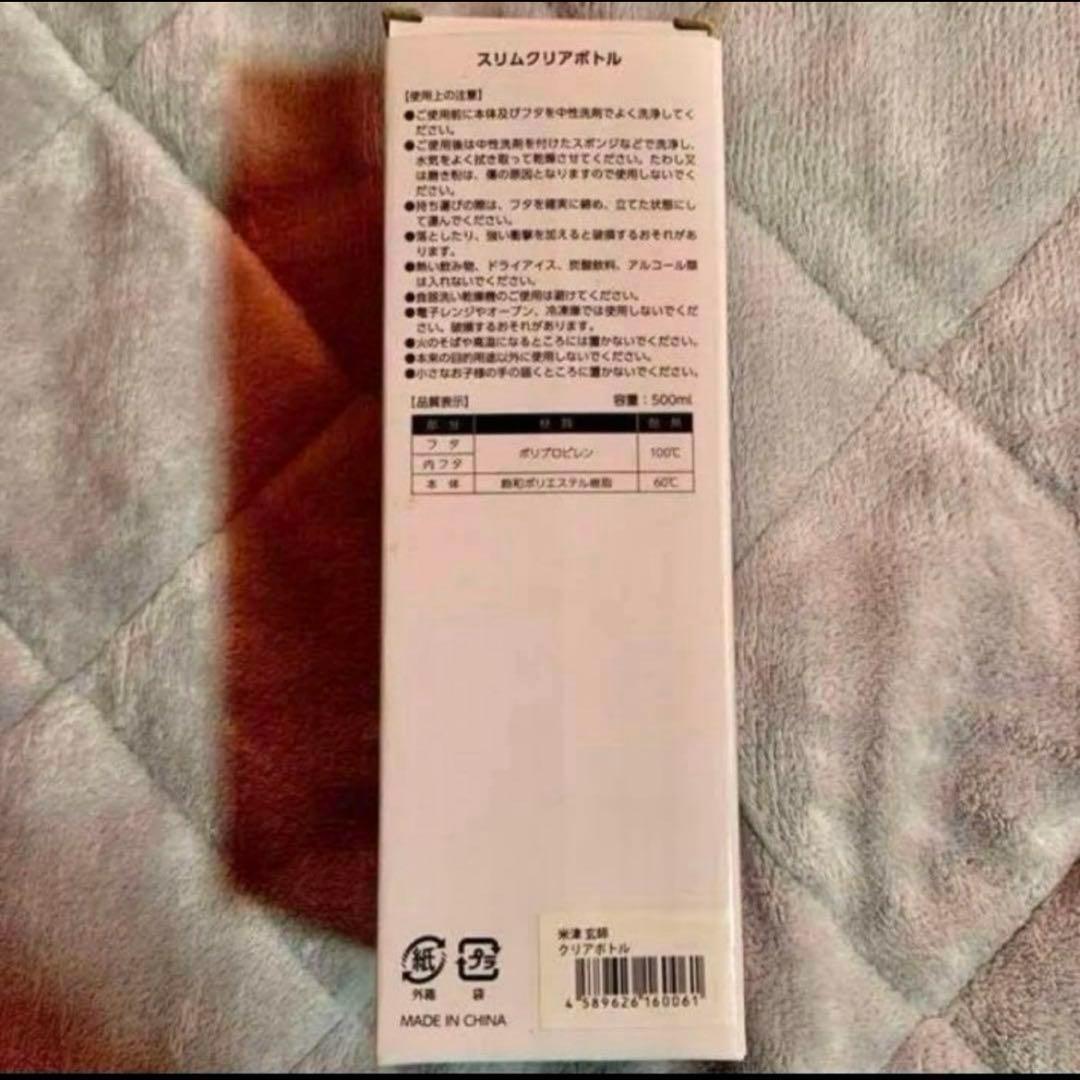 スリムクリアボトル
【使用上の注意】
●ご使用前に本体及びフタを中性洗剤でよく洗浄してく
ださい。
●ご使用後は中性洗剤を付けたスポンジなどで洗浄し、
水気をよく拭き取って乾燥させてください。たわし又
は磨き粉は、傷の原因となりますので使用しないでく
ださい。
●持ち運びの際は、フタを確実に締め、立てた状態にし
て運んでください。
●落としたり、強い衝撃を加えると破損するおそれがあ
ります。
●熱い飲み物、ドライアイス、炭酸飲料、アルコール類
は入れないでください。
●食器洗い乾燥機のご使用は避けてください。
●電子レンジやオーブン、冷凍庫では使用しないでくだ
さい。破損するおそれがあります。
●火のそばや高温になるところには置かないでください。
●本来の目的用途以外に使用しないでください。
●小さなお子様の手の届くところに置かないでください。
【品質表示】 容量：500ml
部 分 材 質 耐 熱
フ タ ポリプロピレン 100℃
内フタ
本 体 飽和ポリエステル樹脂 60℃
米津 玄師
クリアボトル
4 589626 160061
紙 プラ
外箱 袋
MADE IN CHINA